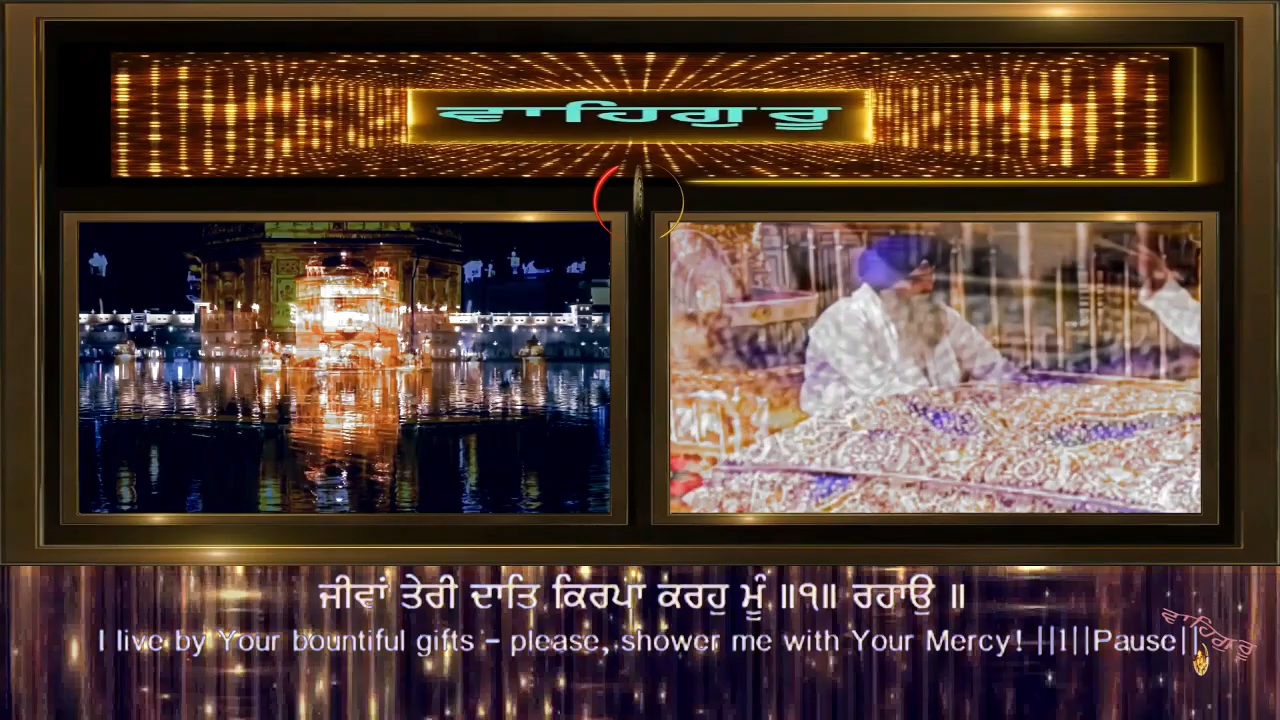 ਵਾਹਿਗੁਰੂ
ਜੀਵਾਂ ਤੇਰੀ ਦਾਤਿ ਕਿਰਪਾ ਕਰਹੁ ਮੂੰ ॥੧॥ ਰਹਾਉ ॥
I live by Your bountiful gifts – please, shower me with Your Mercy! ||1||Pause||
ਵਾਹਿਗੁਰੂ